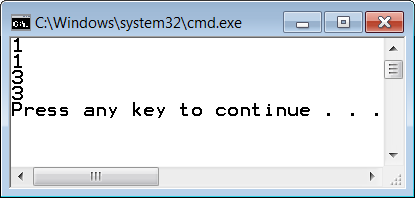 C:\Windows\system32\cmd.exe
1
1
3
3
Press any key to continue . . .